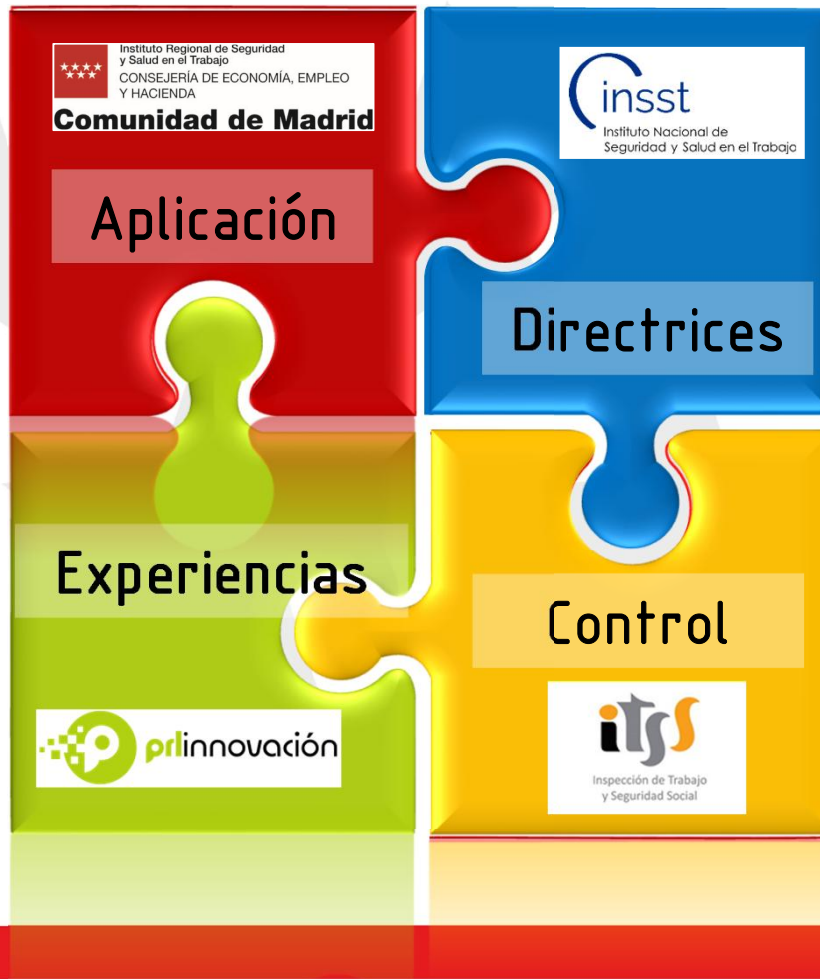 Instituto Regional de Seguridad
y Salud en el Trabajo
CONSEJERÍA DE ECONOMÍA, EMPLEO
Y HACIENDA
Comunidad de Madrid
Aplicación
insst
Instituto Nacional de
Seguridad y Salud en el Trabajo
Directrices
Experiencias
prlinnovación
Control
itss
Inspección de Trabajo
y Seguridad Social